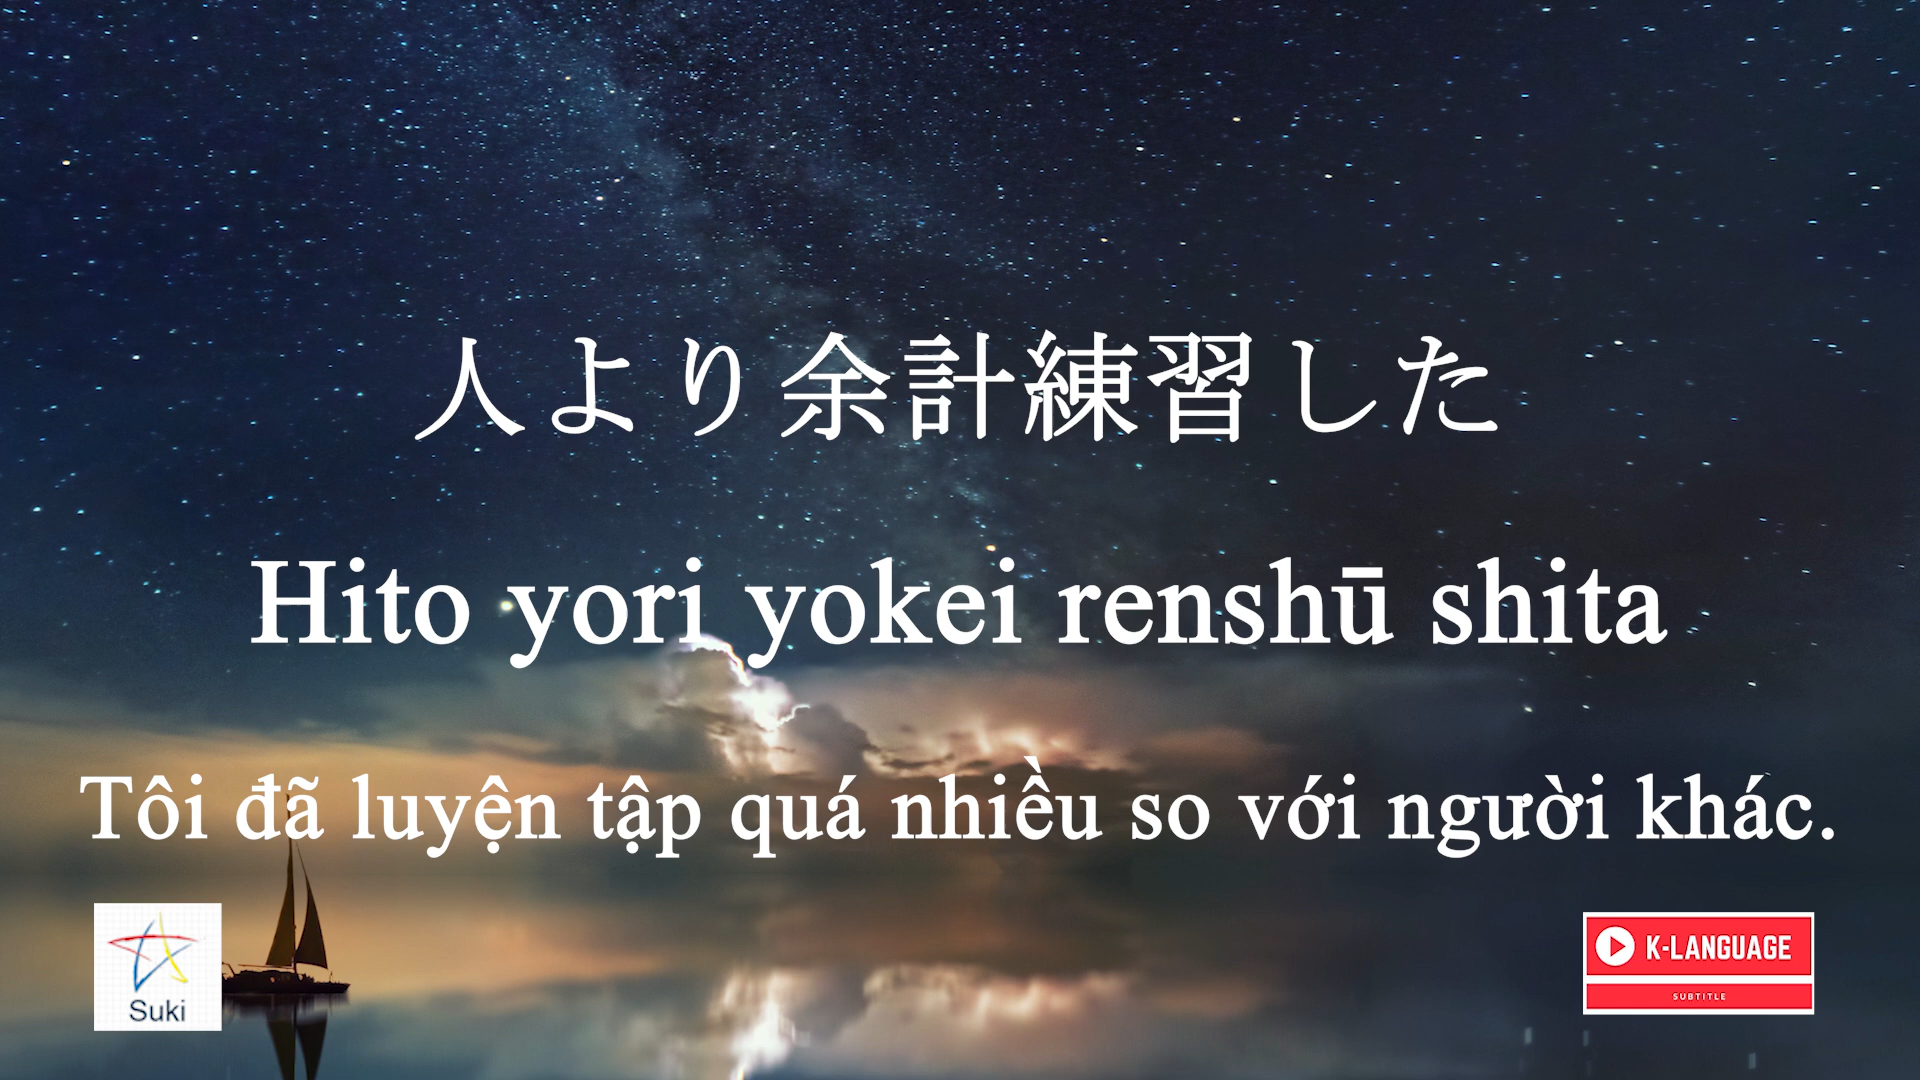 人より余計練習した
Hito yori yokei renshū shita
Tôi đã luyện tập quá nhiều so với người khác.
Suki
K-LANGUAGE
SUBTITLE